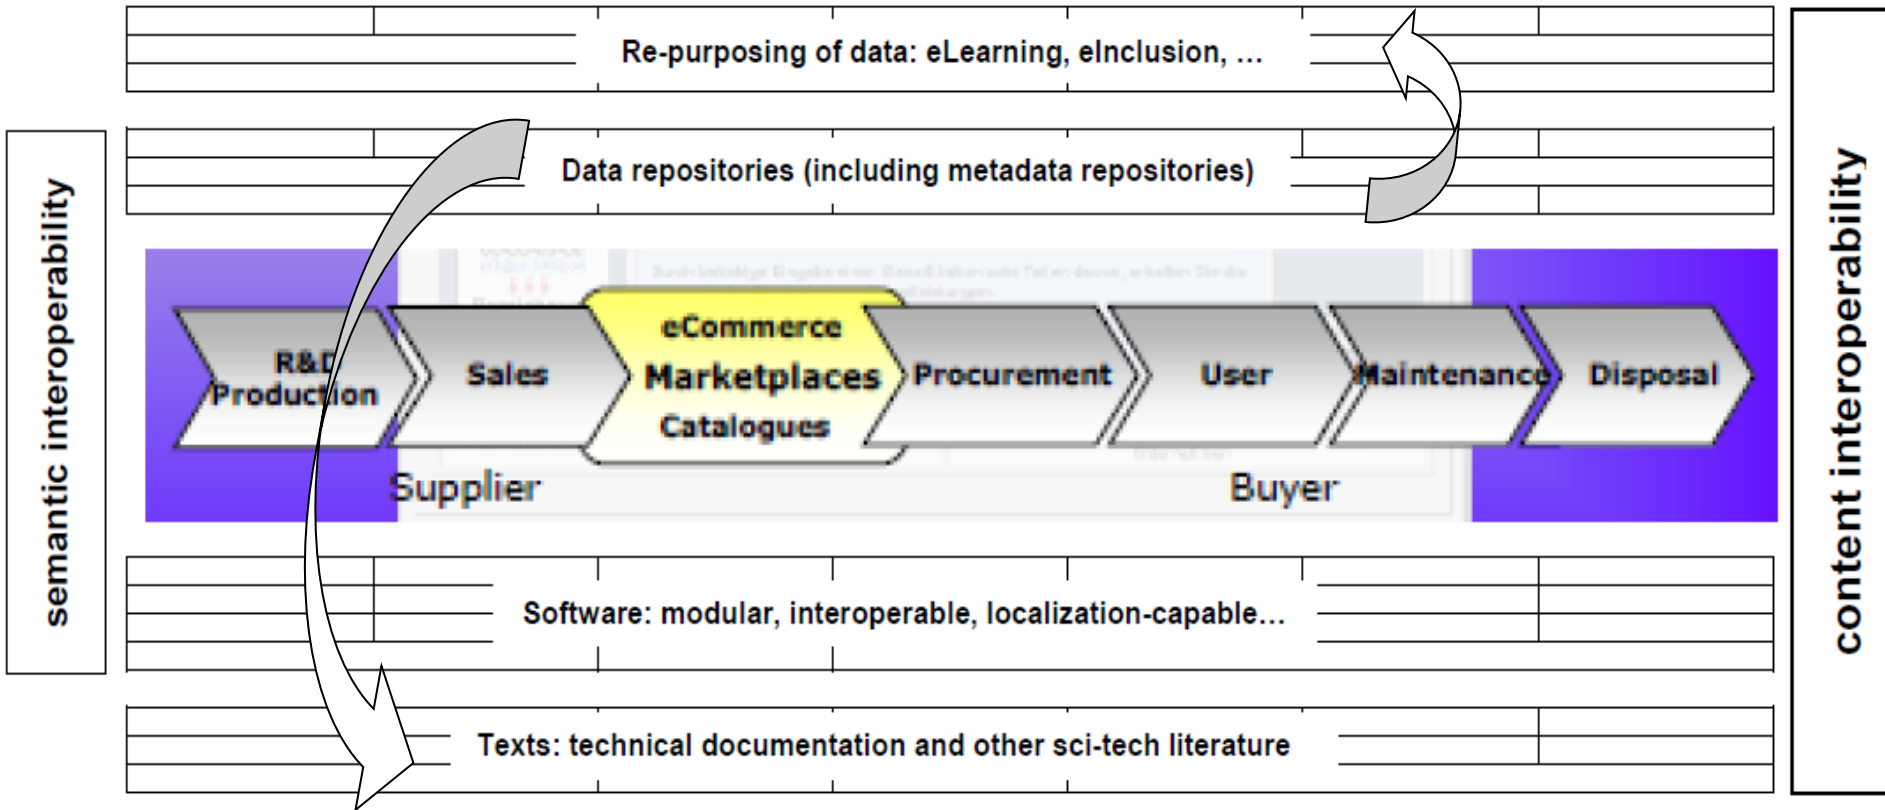 Re-purposing of data: eLearning, eInclusion, ...
Data repositories (including metadata repositories)
semantic interoperability
content interoperability
R&D
Production
Sales
eCommerce
Marketplaces
Catalogues
Procurement
User
Maintenance
Disposal
Supplier
Buyer
Software: modular, interoperable, localization-capable...
Texts: technical documentation and other sci-tech literature